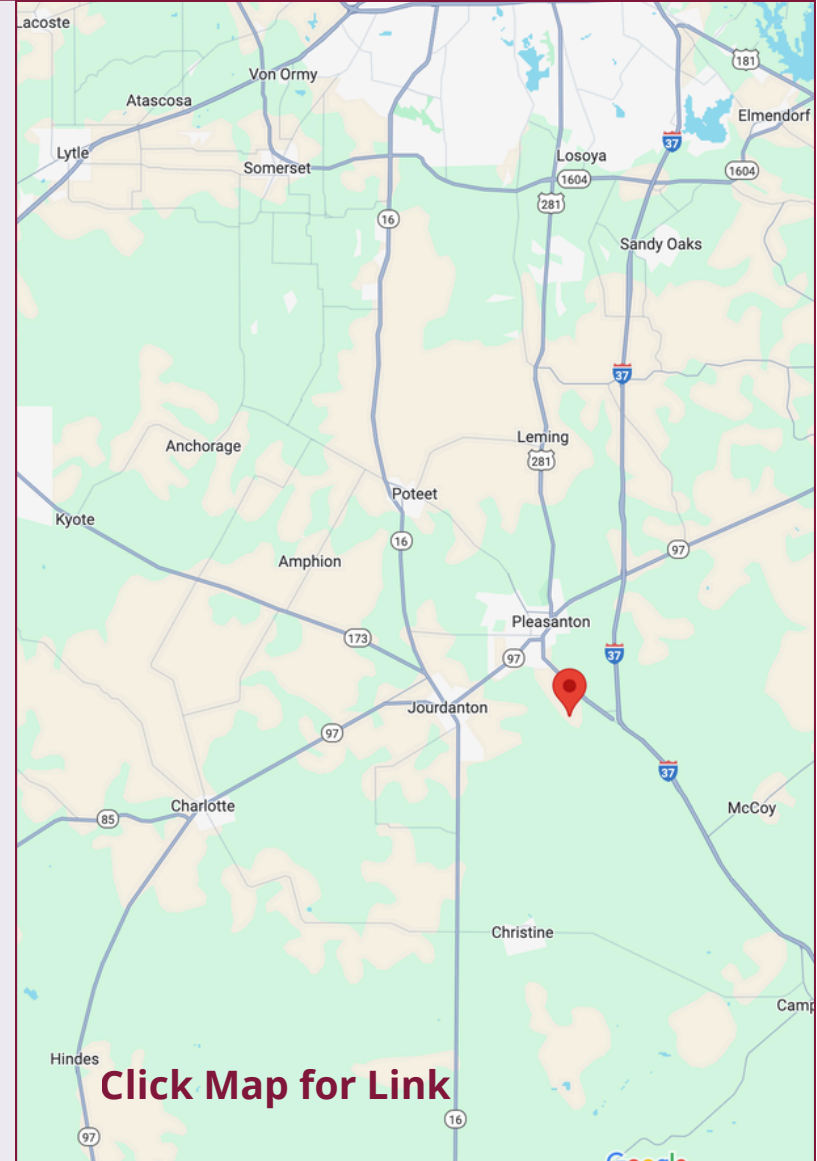 Lacoste
Von Ormy
181
Atascosa
Elmendorf
37
Lytle
Losoya
Somerset
1604
1604
281
16
Sandy Oaks
37
Leming
Anchorage
281
Poteet
Kyote
16
97
Amphion
Pleasanton
173
97
37
Jourdanton
97
37
Charlotte
McCoy
85
Christine
Camp
Hindes
Click Map for Link
16
97
Google